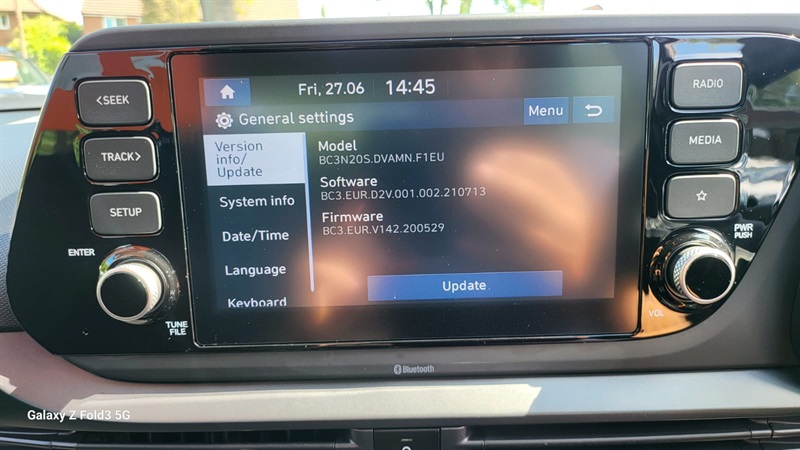 Fri, 27.06 14:45
General settings
Menu
Version
info/
Update
System info
Date/Time
Language
Keyboard
Model
BC3N20S.DVAMN.F1EU
Software
BC3.EUR.D2V.001.002.210713
Firmware
BC3.EUR.V142.200529
Update
<SEEK
TRACK>
SETUP
ENTER
TUNE
FILE
RADIO
MEDIA
☆
PWR
PUSH
VOL
Bluetooth
Galaxy Z Fold3 5G